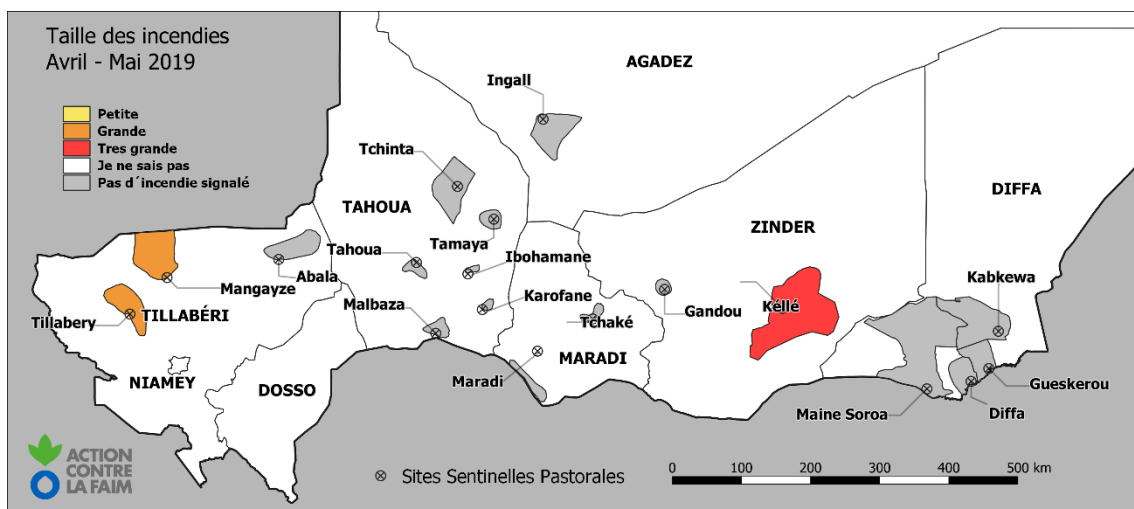 Taille des incendies
Avril - Mai 2019
Petite
Grande
Tres grande
Je ne sais pas
Pas d´incendie signalé
AGADEZ
Ingall
Tchinta
DIFFA
TAHOUA
ZINDER
Tamaya
Tahoua
Ibohamane
Kabkewa
Abala
Mangayze
Karofane
Kéllé
Gandou
Malbaza
TILLABÉRI
Tillabery
Tchaké
MARADI
Maradi
NIAMEY
DOSSO
Gueskerou
Maine Soroa
Diffa
ACTION
CONTRE
LA FAIM
Sites Sentinelles Pastorales
0 100 200 300 400 500 km